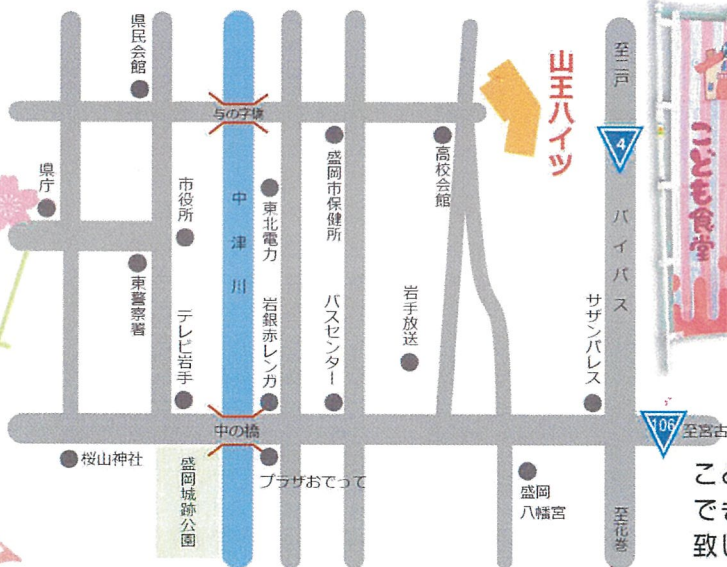 県民会館
与の字橋
山王ハイツ
至二戸
4
バイパス
こども食堂
県庁
市役所
中津川
東北電力
盛岡市保健所
高校会館
東警察署
テレビ岩手
岩銀赤レンガ
バスセンター
岩手放送
サザンパレス
中の橋
106
至宮古
桜山神社
盛岡城跡公園
プラザおでって
盛岡
八幡宮
至花巻
こ
でき
致し